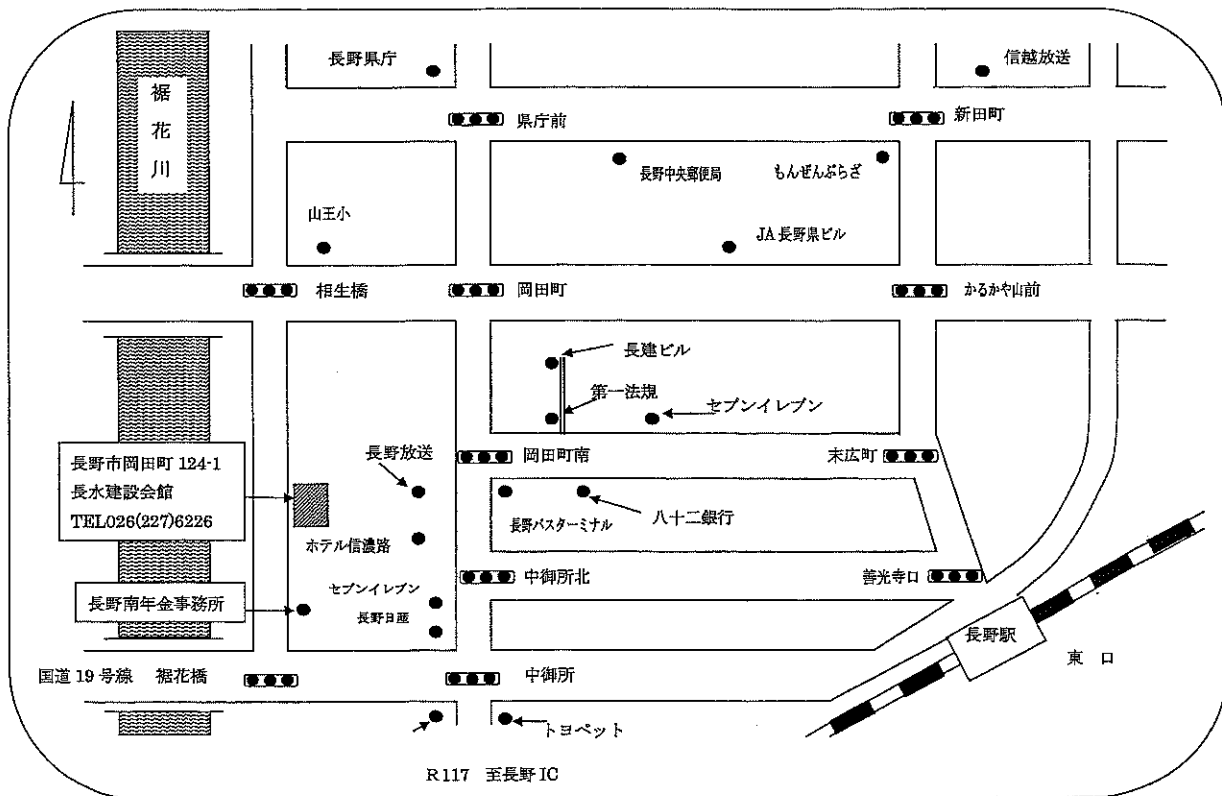 長野県庁
信越放送
裾花川
県庁前
新田町
長野中央郵便局
もんぜんぷらざ
山王小
JA長野県ビル
相生橋
岡田町
かるかや山前
長建ビル
第一法規
セブンイレブン
長野放送
岡田町南
末広町
長野市岡田町 124-1
長水建設会館
TEL026(227)6226
長野バスターミナル
八十二銀行
ホテル信濃路
中御所北
善光寺口
セブンイレブン
長野南年金事務所
長野日産
長野駅
東 口
国道 19 号線 裾花橋
中御所
トヨペット
R117 至長野 IC